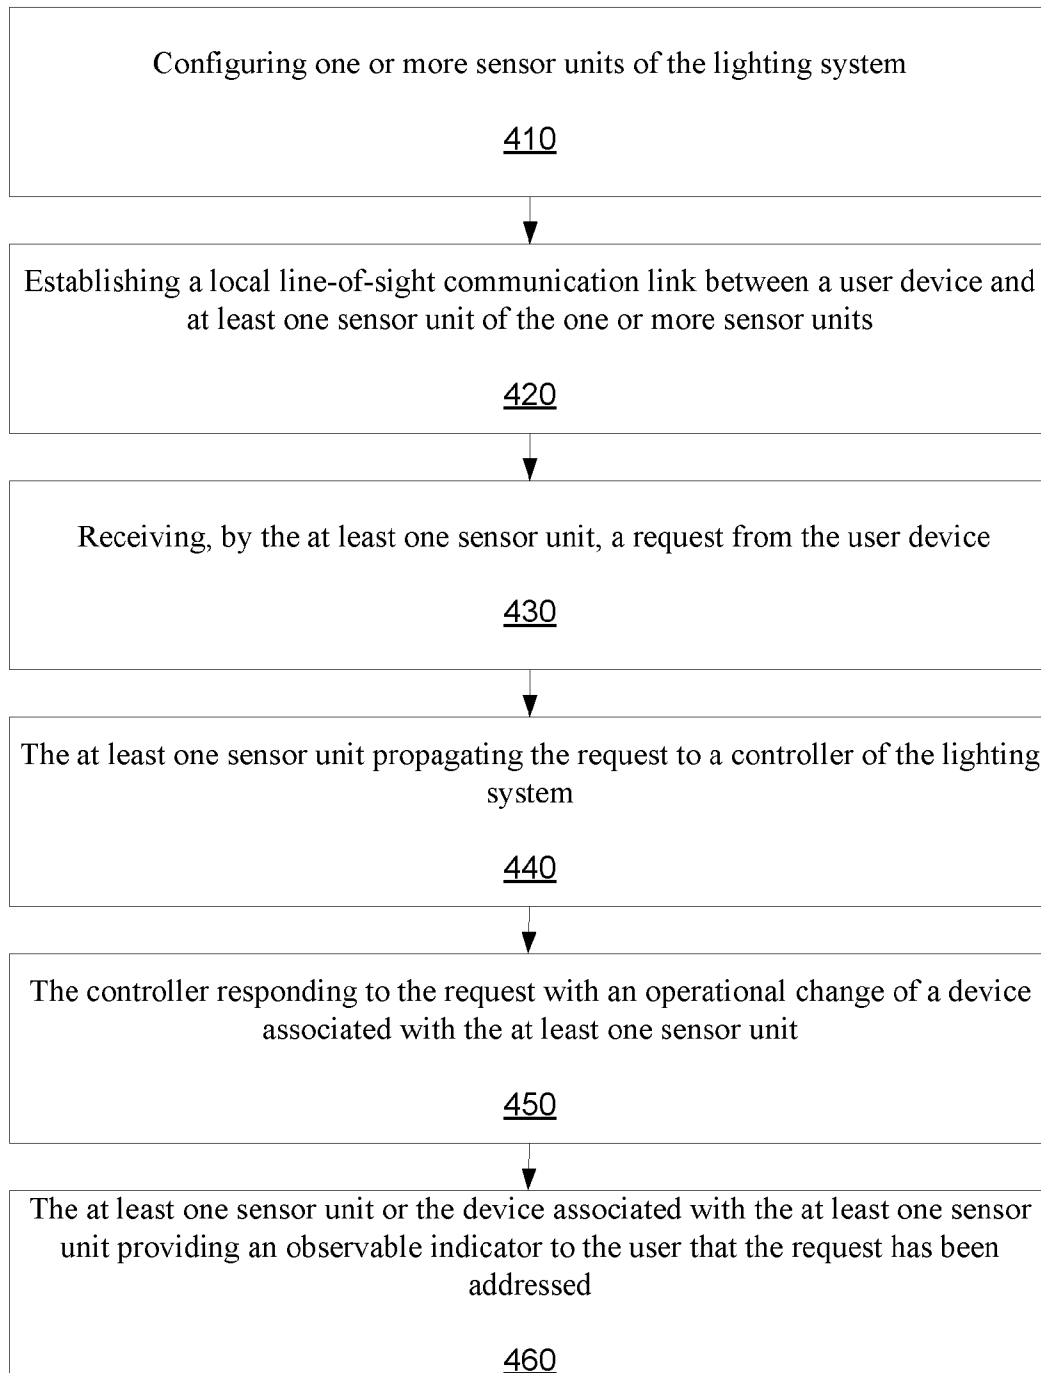 Configuring one or more sensor units of the lighting system
410
Establishing a local line-of-sight communication link between a user device and
at least one sensor unit of the one or more sensor units
420
Receiving, by the at least one sensor unit, a request from the user device
430
The at least one sensor unit propagating the request to a controller of the lighting
system
440
The controller responding to the request with an operational change of a device
associated with the at least one sensor unit
450
The at least one sensor unit or the device associated with the at least one sensor
unit providing an observable indicator to the user that the request has been
addressed
460